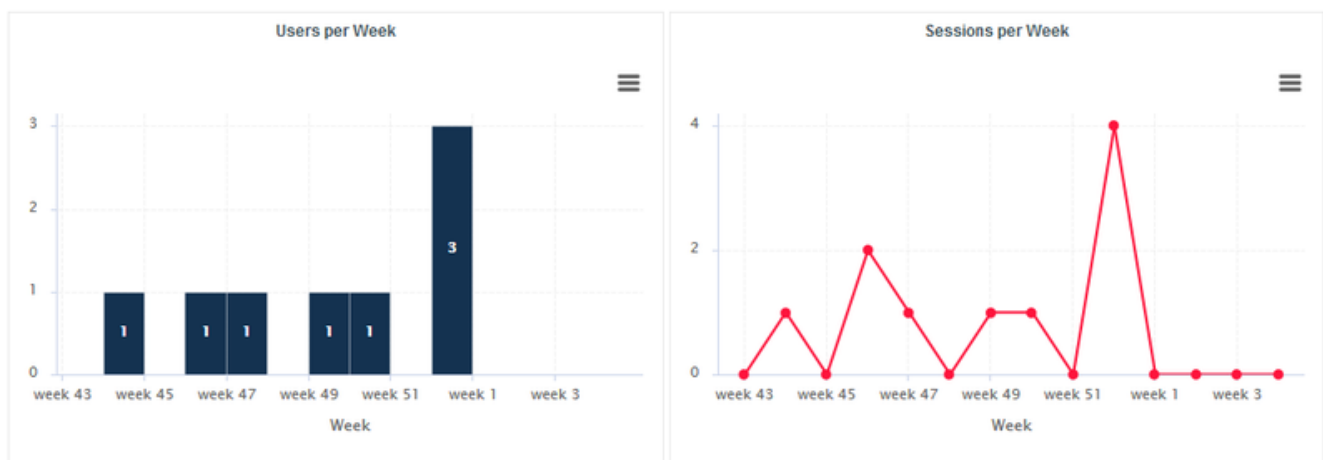 Users per Week
3
2
1
0
1
1
1
1
1
3
week 43
week 45
week 47
week 49
week 51
week 1
week 3
Week
Sessions per Week
4
2
0
week 43
week 45
week 47
week 49
week 51
week 1
week 3
Week